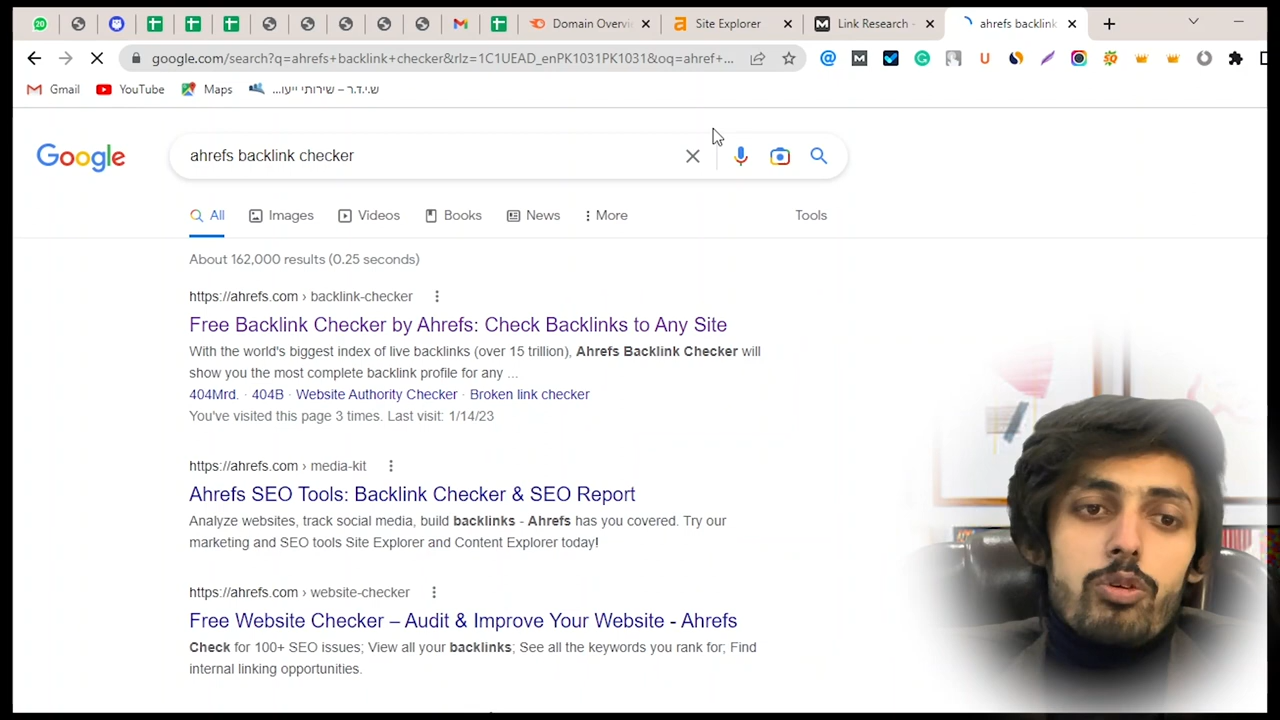 Domain Overvi
Site Explorer
Link Research -
ahrefs backlink
google.com/search?q=ahrefs+backlink+checker&rlz=1C1UEAD_enPK1031PK1031&oq=ahref+...
Gmail
YouTube
Maps
ש.י.ד.ר – שירותי ייעו...
Google
ahrefs backlink checker
All
Images
Videos
Books
News
More
Tools
About 162,000 results (0.25 seconds)
https://ahrefs.com › backlink-checker
Free Backlink Checker by Ahrefs: Check Backlinks to Any Site
With the world's biggest index of live backlinks (over 15 trillion), Ahrefs Backlink Checker will
show you the most complete backlink profile for any ...
404Mrd. · 404B · Website Authority Checker · Broken link checker
You've visited this page 3 times. Last visit: 1/14/23
https://ahrefs.com › media-kit
Ahrefs SEO Tools: Backlink Checker & SEO Report
Analyze websites, track social media, build backlinks - Ahrefs has you covered. Try our
marketing and SEO tools Site Explorer and Content Explorer today!
https://ahrefs.com › website-checker
Free Website Checker – Audit & Improve Your Website - Ahrefs
Check for 100+ SEO issues; View all your backlinks; See all the keywords you rank for; Find
internal linking opportunities.